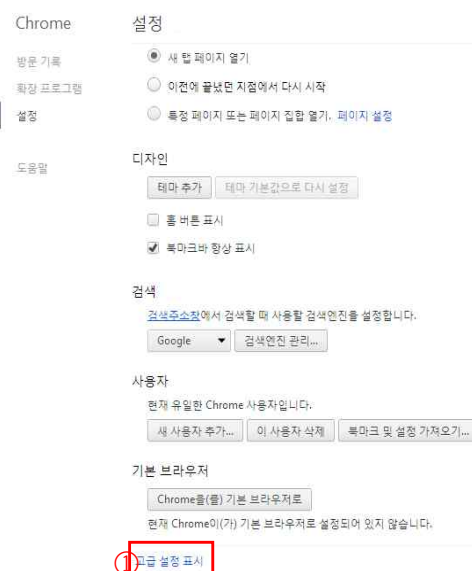 Chrome
설정
방문 기록
확장 프로그램
설정
도움말
새 탭 페이지 열기
이전에 끝냈던 지점에서 다시 시작
특정 페이지 또는 페이지 집합 열기. 페이지 설정
디자인
테마 추가 테마 기본값으로 다시 설정
홈 버튼 표시
북마크바 항상 표시
검색
검색주소창에서 검색할 때 사용할 검색엔진을 설정합니다.
Google 검색엔진 관리...
사용자
현재 유일한 Chrome 사용자입니다.
새 사용자 추가... 이 사용자 삭제 북마크 및 설정 가져오기...
기본 브라우저
Chrome을(를) 기본 브라우저로
현재 Chrome이(가) 기본 브라우저로 설정되어 있지 않습니다.
① 고급 설정 표시